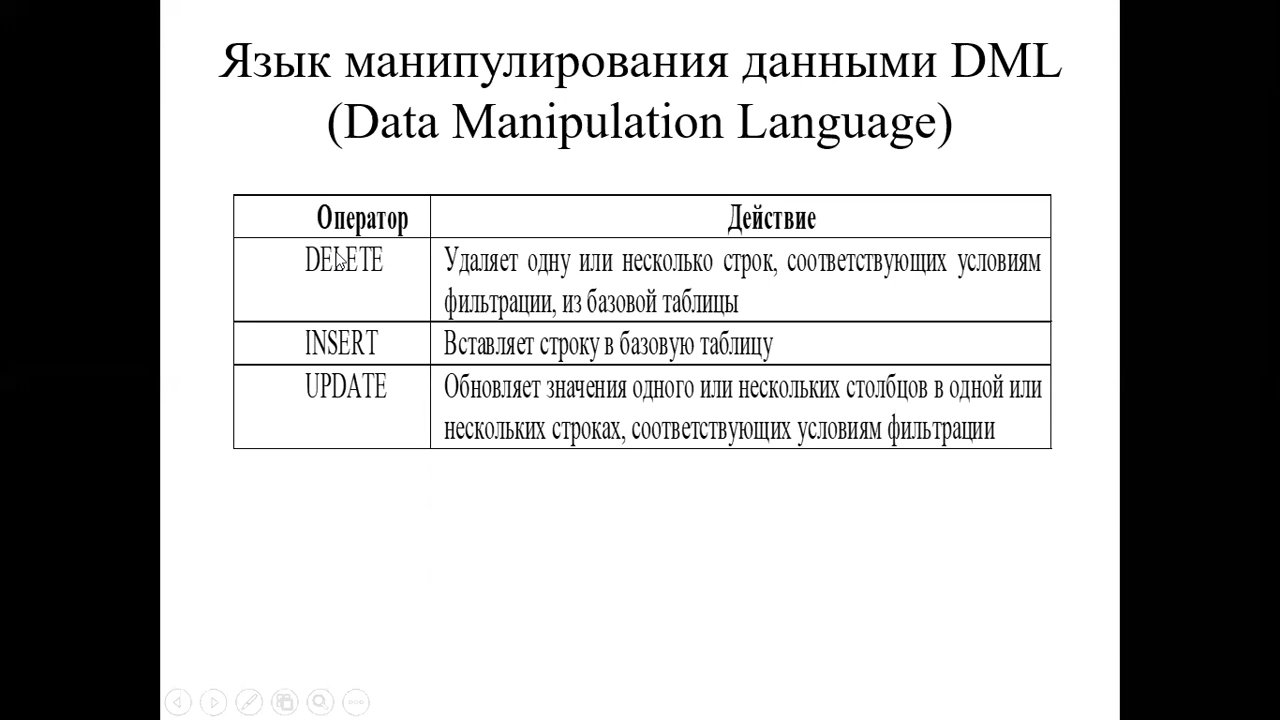 Язык манипулирования данными DML
(Data Manipulation Language)
Оператор
Действие
DELETE
Удаляет одну или несколько строк, соответствующих условиям
фильтрации, из базовой таблицы
INSERT
Вставляет строку в базовую таблицу
UPDATE
Обновляет значения одного или нескольких столбцов в одной или
нескольких строках, соответствующих условиям фильтрации